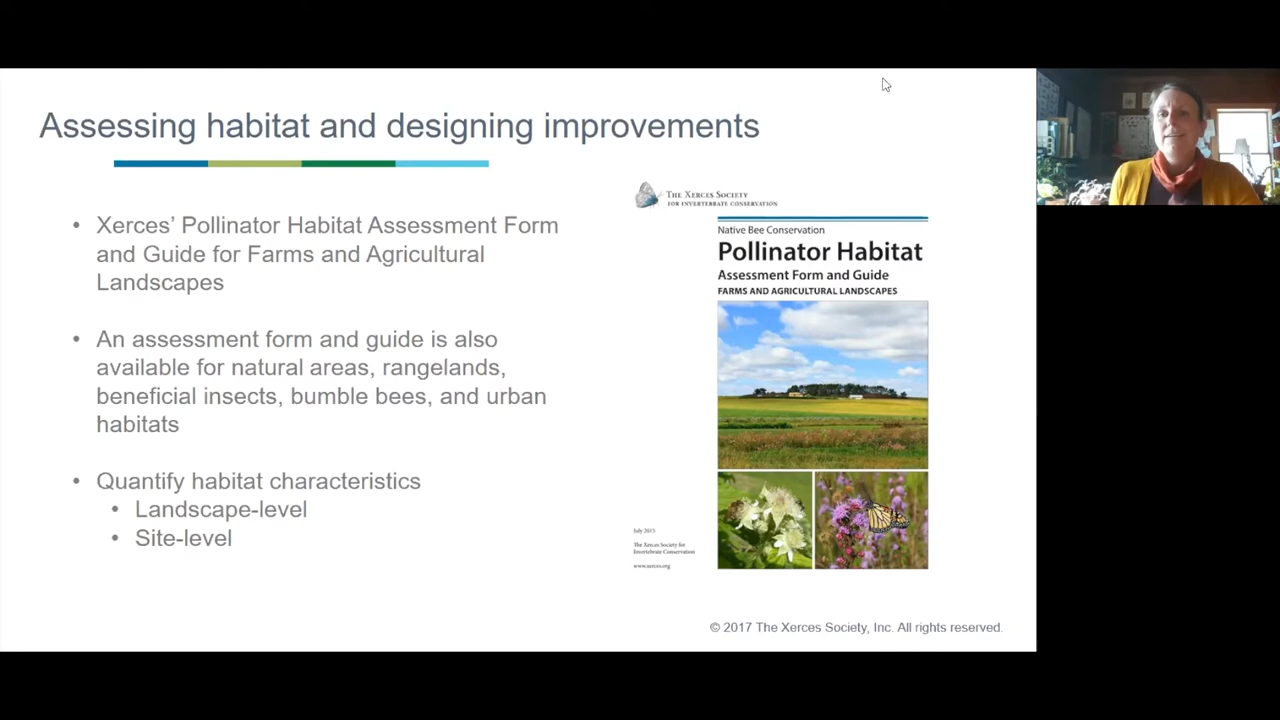 Assessing habitat and designing improvements
• Xerces’ Pollinator Habitat Assessment Form
and Guide for Farms and Agricultural
Landscapes
• An assessment form and guide is also
available for natural areas, rangelands,
beneficial insects, bumble bees, and urban
habitats
• Quantify habitat characteristics
• Landscape-level
• Site-level
THE XERCES SOCIETY
FOR INVERTEBRATE CONSERVATION
Native Bee Conservation
Pollinator Habitat
Assessment Form and Guide
FARMS AND AGRICULTURAL LANDSCAPES
July 2015
The Xerces Society for
Invertebrate Conservation
www.xerces.org
© 2017 The Xerces Society, Inc. All rights reserved.